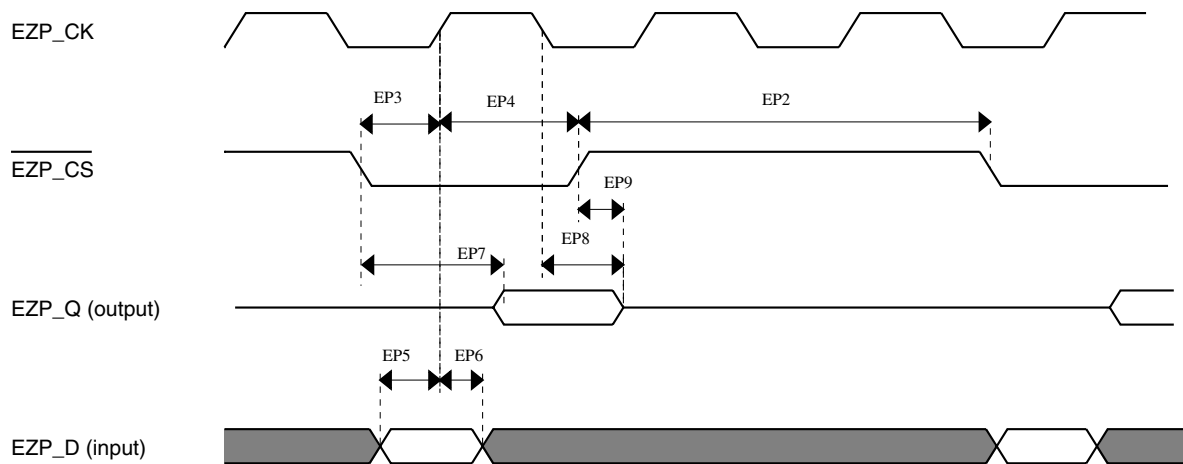 EZP_CK
EP3
EP4
EP2
EZP_CS
EP9
EP8
EP7
EZP_Q (output)
EP5
EP6
EZP_D (input)